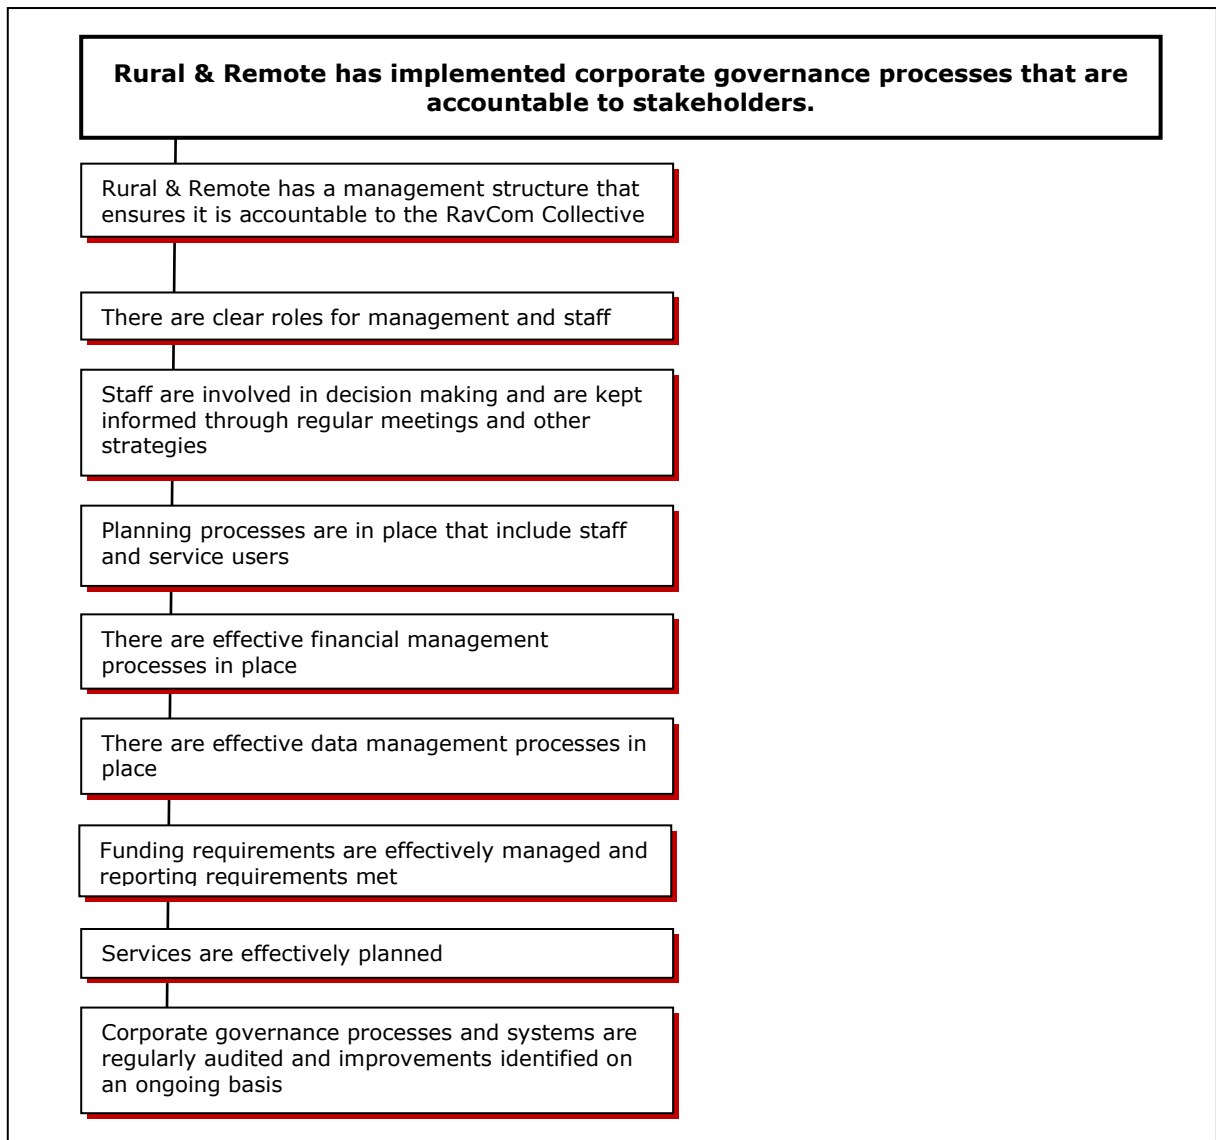 Rural & Remote has implemented corporate governance processes that are
accountable to stakeholders.
Rural & Remote has a management structure that
ensures it is accountable to the RavCom Collective
There are clear roles for management and staff
Staff are involved in decision making and are kept
informed through regular meetings and other
strategies
Planning processes are in place that include staff
and service users
There are effective financial management
processes in place
There are effective data management processes in
place
Funding requirements are effectively managed and
reporting requirements met
Services are effectively planned
Corporate governance processes and systems are
regularly audited and improvements identified on
an ongoing basis